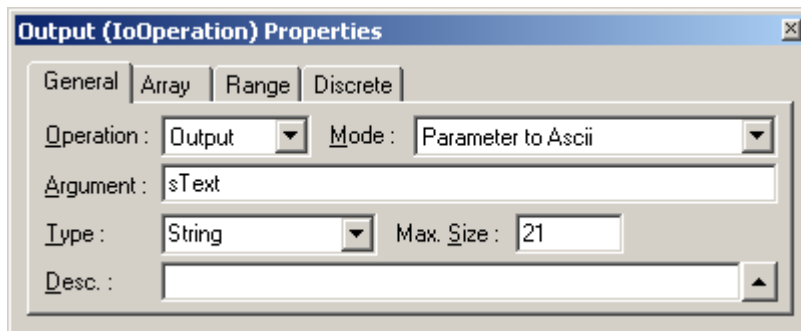 Output (IoOperation) Properties
General Array Range Discrete
Operation : Output Mode : Parameter to Ascii
Argument : sText
Type : String Max. Size : 21
Desc. :